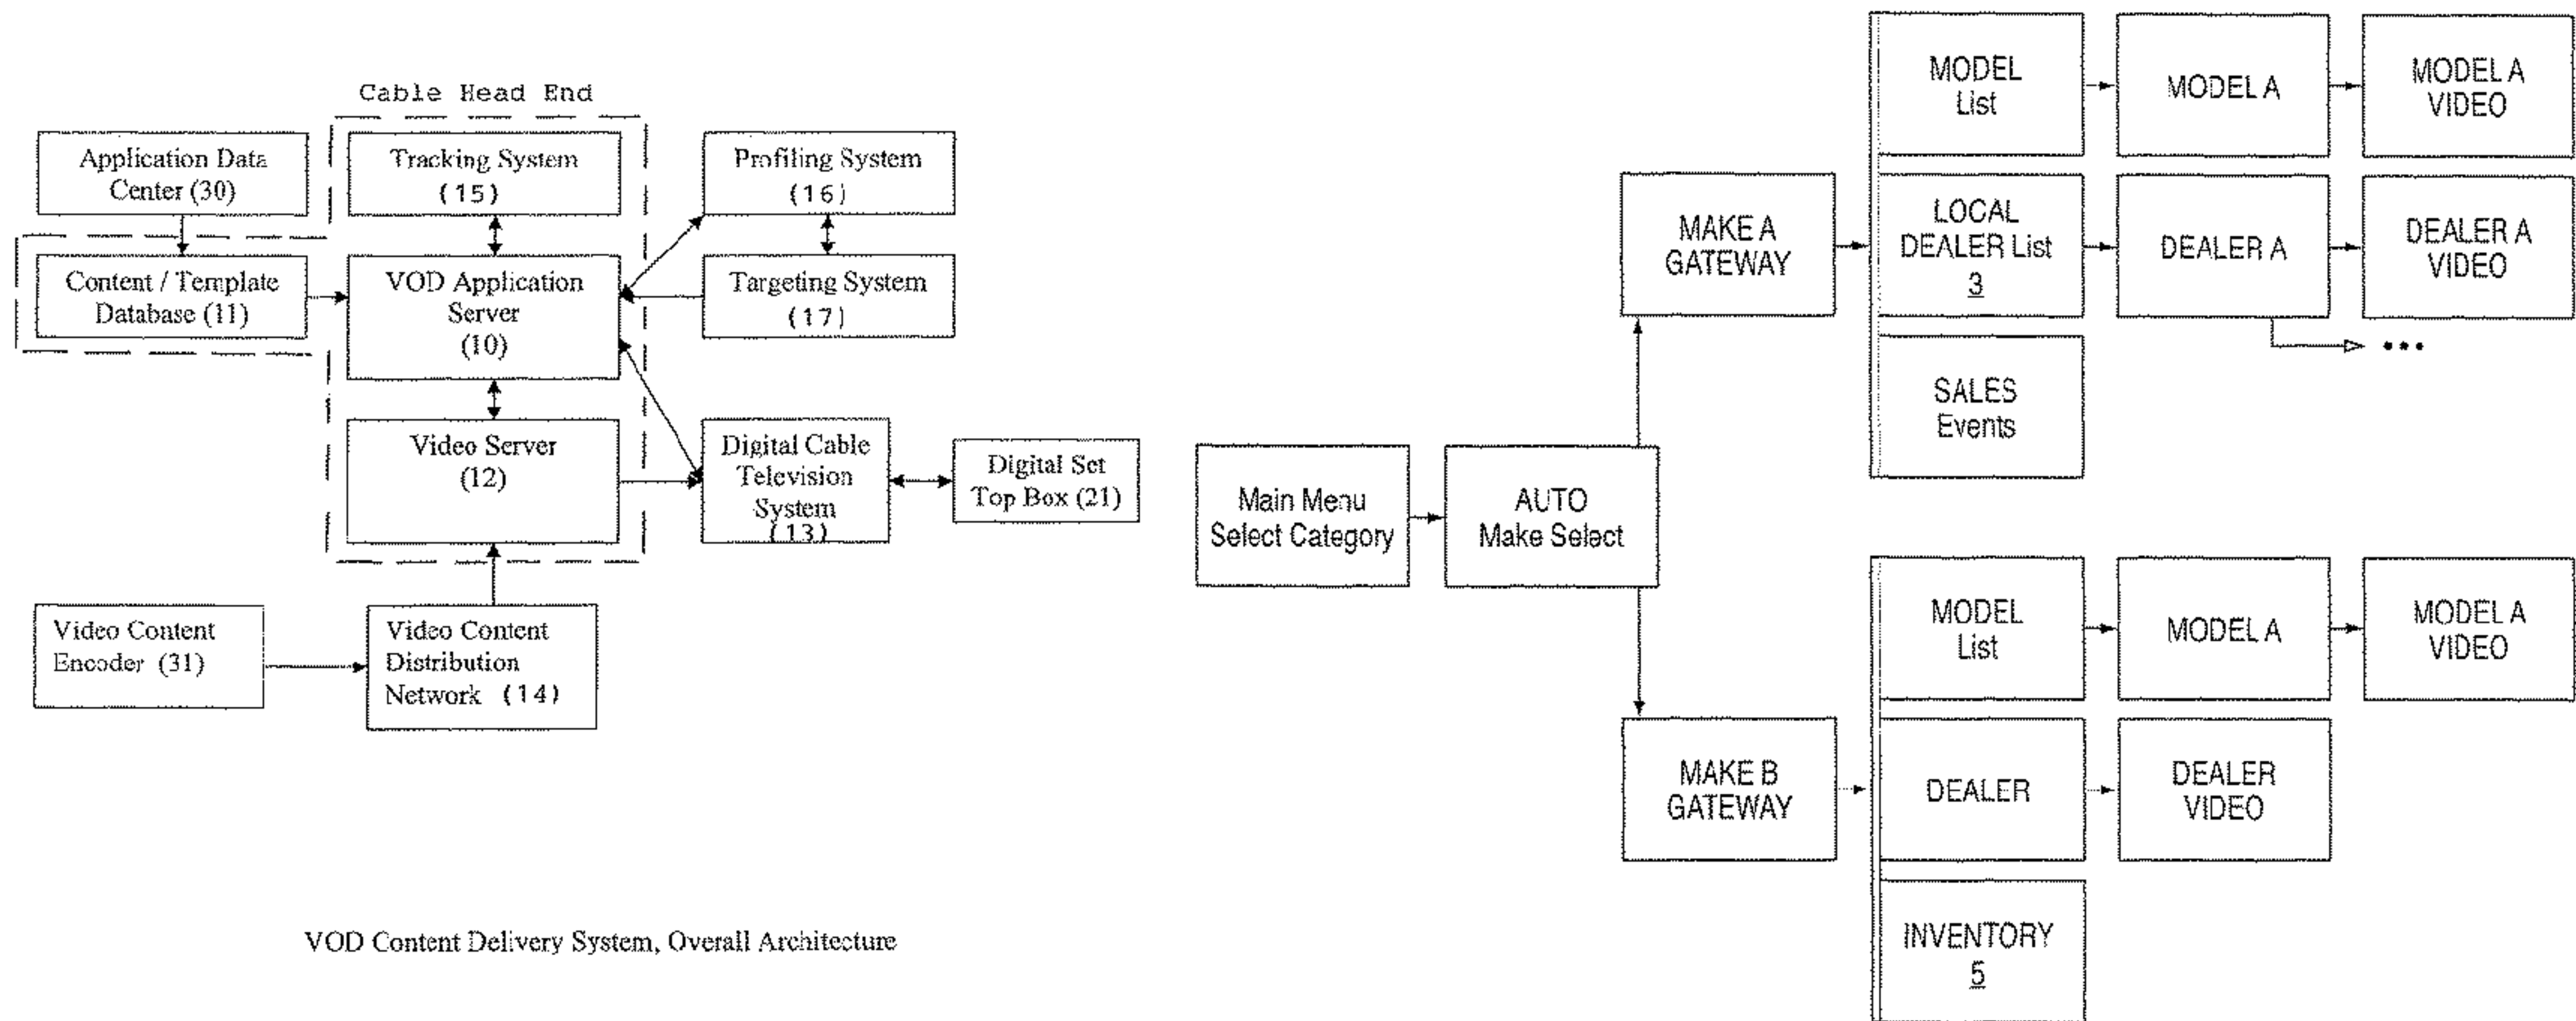 Cable Head End
Application Data
Center (30)
Tracking System
(15)
Profiling System
(16)
Content / Template
Database (11)
VOD Application
Server
(10)
Targeting System
(17)
Video Server
(12)
Digital Cable
Television
System
(13)
Digital Set
Top Box (21)
Video Content
Encoder (31)
Video Content
Distribution
Network (14)
VOD Content Delivery System, Overall Architecture
Main Menu
Select Category
AUTO
Make Select
MAKE A
GATEWAY
MODEL
List
MODEL A
MODEL A
VIDEO
LOCAL
DEALER List
3
DEALER A
DEALER A
VIDEO
•••
SALES
Events
MAKE B
GATEWAY
MODEL
List
MODEL A
MODEL A
VIDEO
DEALER
DEALER
VIDEO
INVENTORY
5